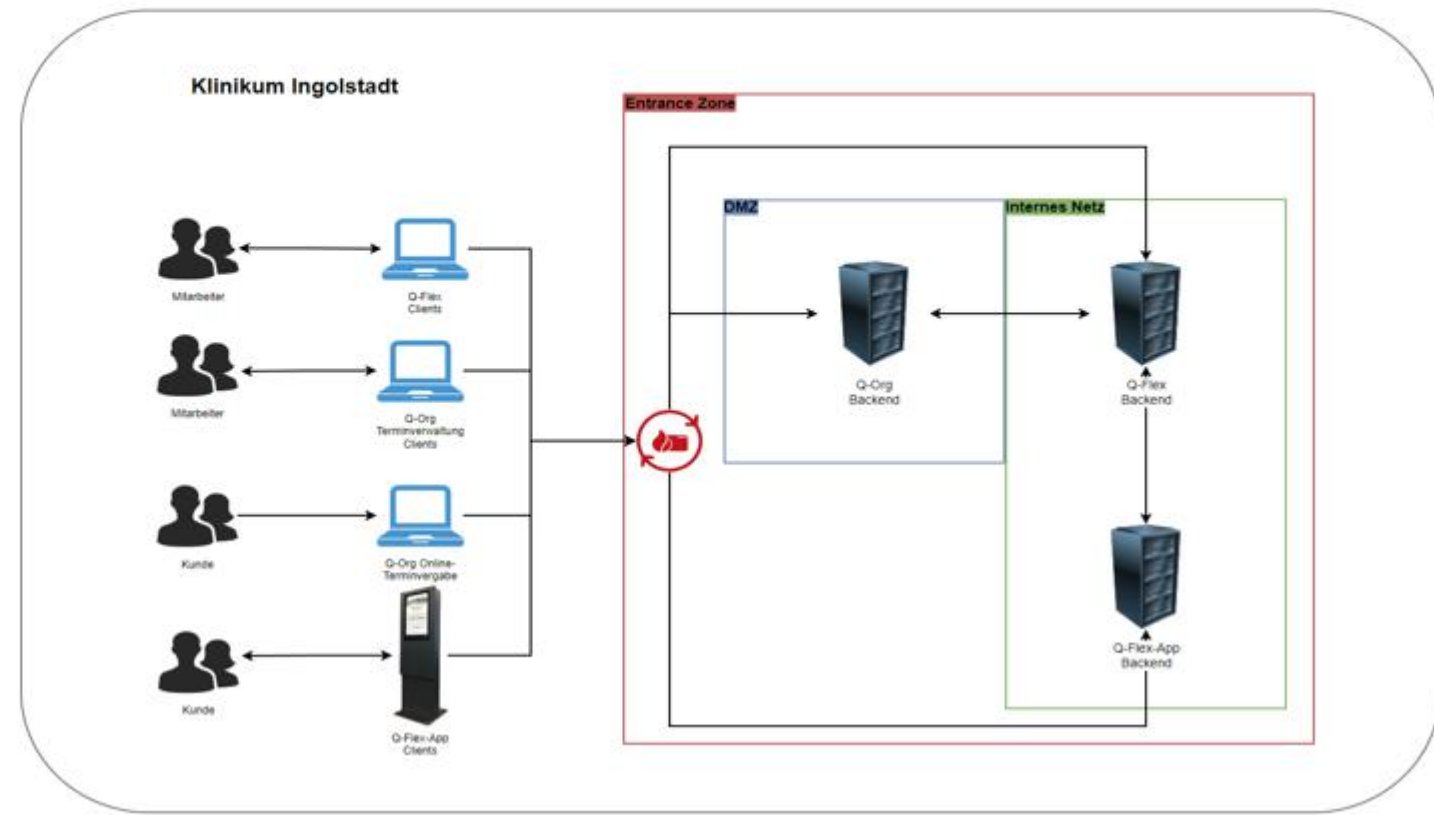 Klinikum Ingolstadt
Entrance Zone
DMZ
Internes Netz
Mitarbeiter
Q-Flex
Clients
Mitarbeiter
Q-Org
Terminverwaltung
Clients
Kunde
Q-Org Online-
Terminvergabe
Kunde
Q-Flex-App
Clients
Q-Org
Backend
Q-Flex
Backend
Q-Flex-App
Backend